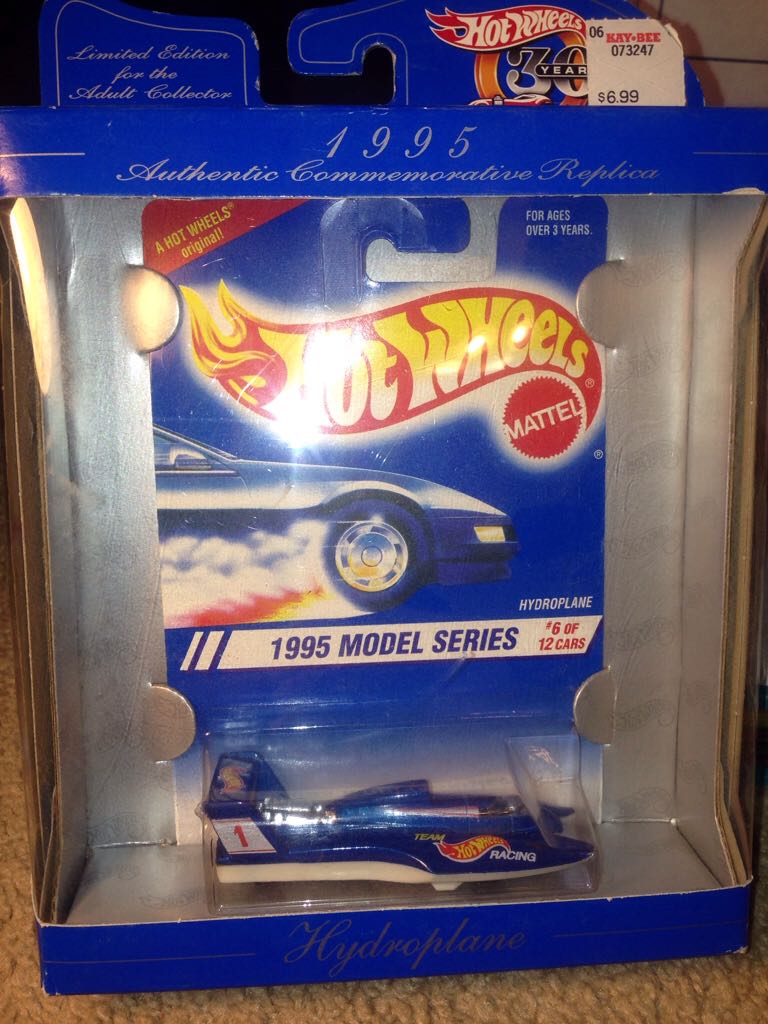 Limited Edition
for the
Adult Collector
HOT WHEELS
30
YEAR
06 KAY·BEE
073247
$6.99
1995
Authentic Commemorative Replica
A HOT WHEELS®
original!
FOR AGES
OVER 3 YEARS.
HOT WHEELS®
MATTEL
®
HYDROPLANE
1995 MODEL SERIES
#6 OF
12 CARS
1
TEAM
HOT WHEELS
RACING
Hydroplane